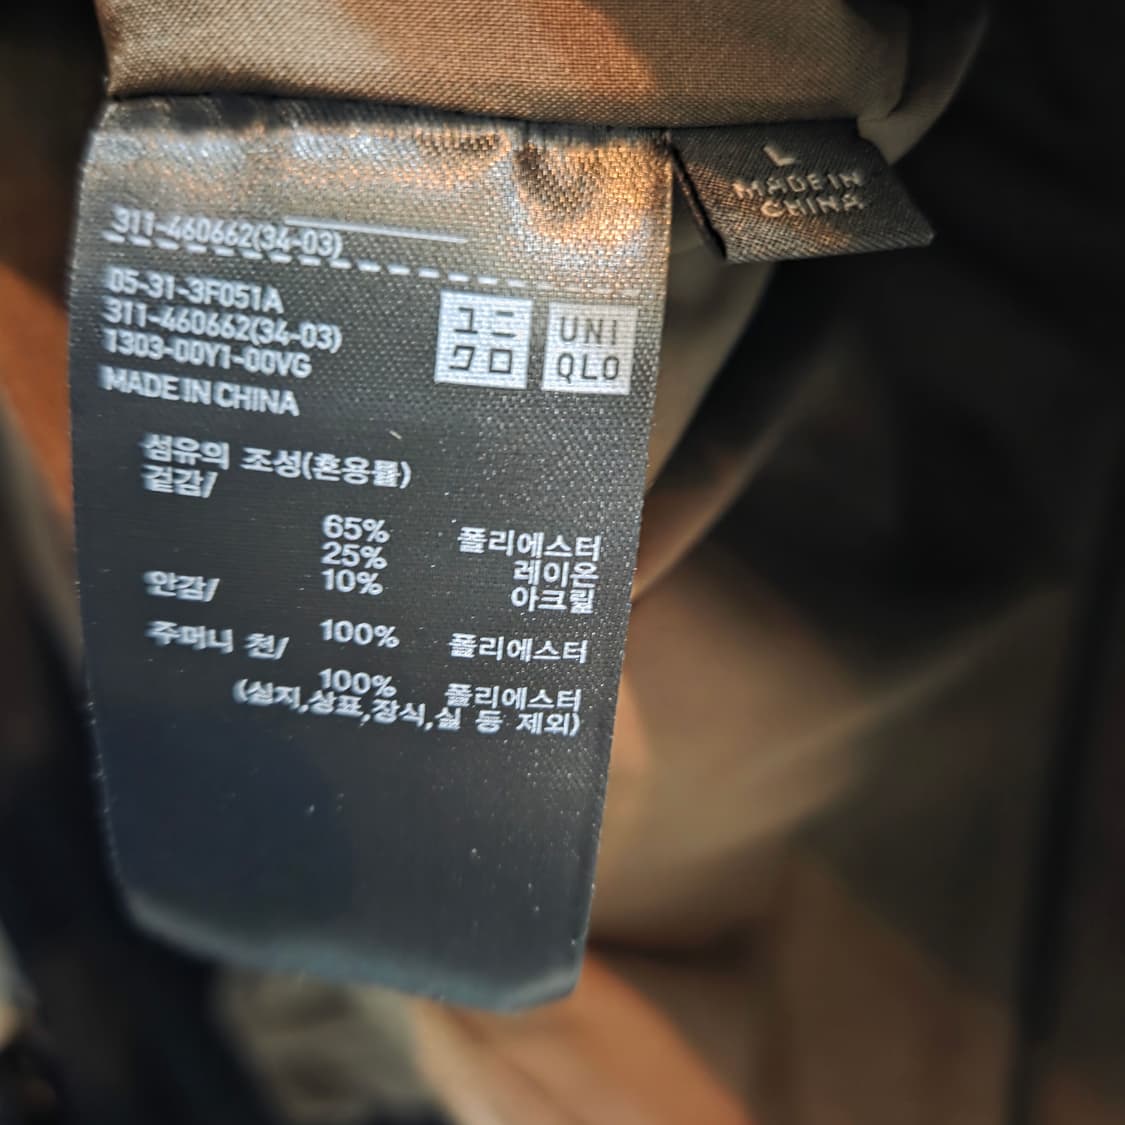 311-460662(34-03)
05-31-3F051A
311-460662(34-03)
1303-00Y1-00VG
MADE IN CHINA
ユニ
クロ
UNI
QLO
L
MADE IN
CHINA
섬유의 조성(혼용률)
겉감/
65% 폴리에스터
25% 레이온
10% 아크릴
안감/
100% 폴리에스터
주머니 천/
100% 폴리에스터
(심지,상표,장식,실 등 제외)